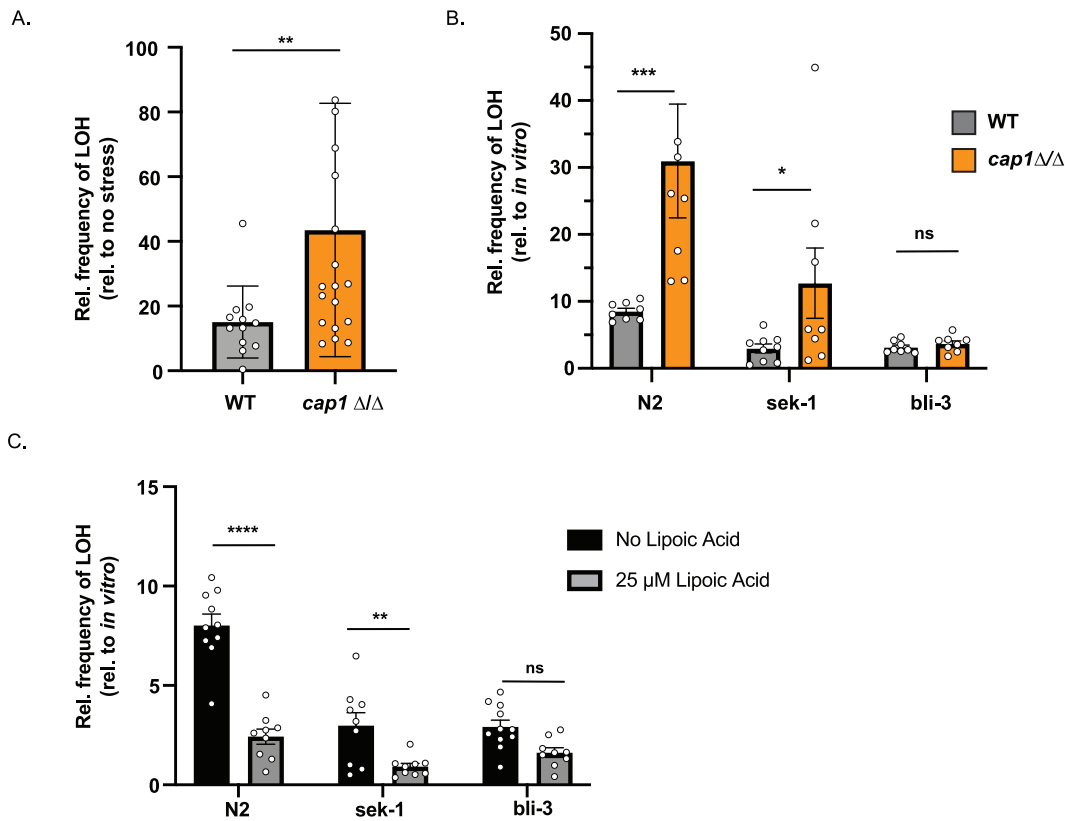 A.
Rel. frequency of LOH
(rel. to no stress)
100
80
60
40
20
0
**
WT
cap1 Δ/Δ
B.
Rel. frequency of LOH
(rel. to in vitro)
50
40
30
20
10
0
***
*
ns
N2
sek-1
bli-3
WT
cap1Δ/Δ
C.
Rel. frequency of LOH
(rel. to in vitro)
15
10
5
0
****
**
ns
N2
sek-1
bli-3
No Lipoic Acid
25 µM Lipoic Acid